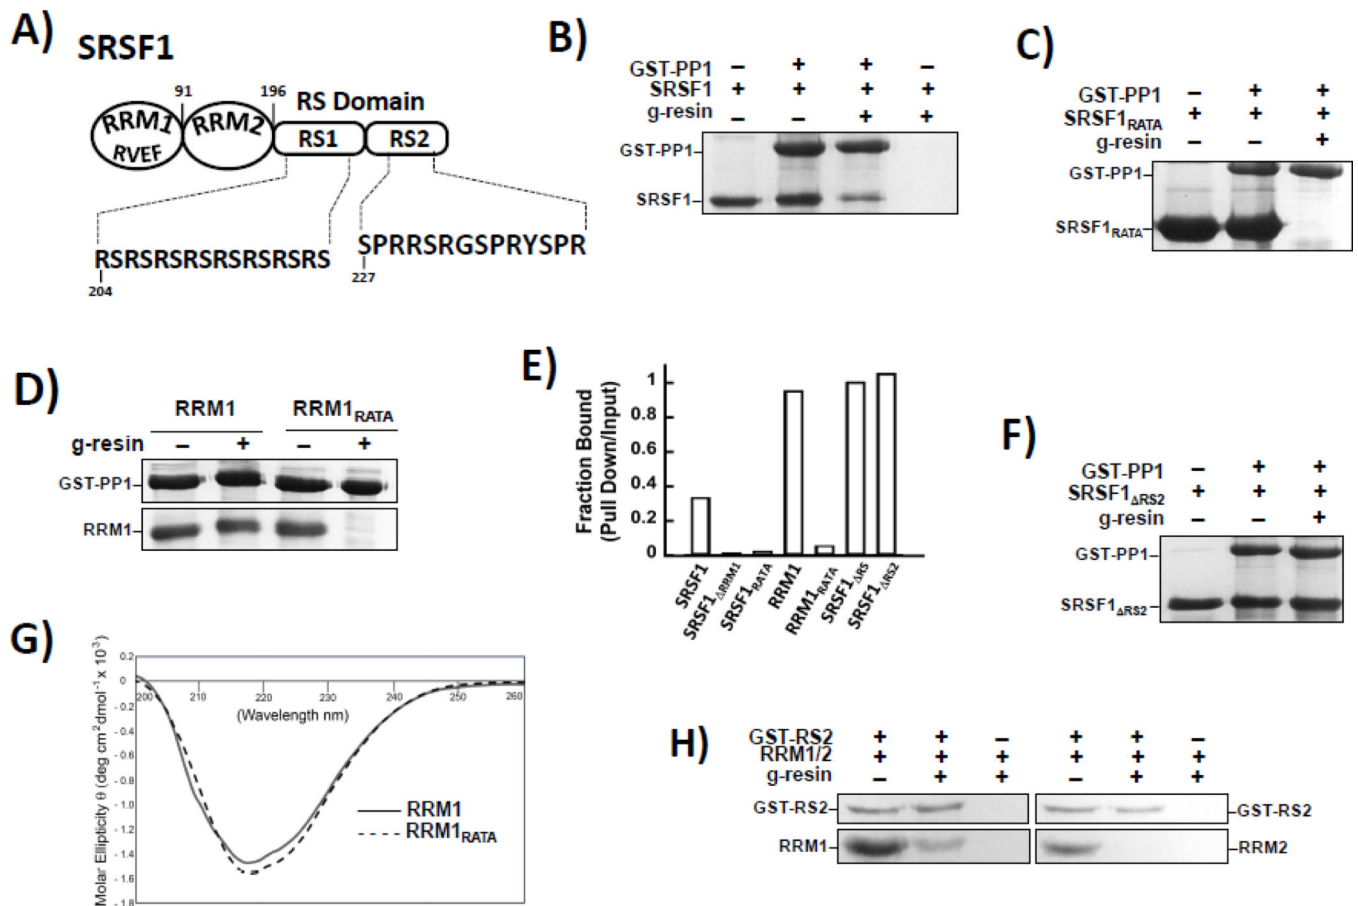 A)
SRSF1
91
196
RS Domain
RRM1
RVEF
RRM2
RS1
RS2
RSRSRSRSRSRSRSRS
204
SPRRSRGSPRYSPR
227
B)
GST-PP1 – + + –
SRSF1 + + + +
g-resin – – + +
GST-PP1
SRSF1
C)
GST-PP1 – + +
SRSF1RATA + + +
g-resin – – +
GST-PP1
SRSF1RATA
D)
RRM1 RRM1RATA
g-resin – + – +
GST-PP1
RRM1
E)
Fraction Bound
(Pull Down/Input)
1
0.8
0.6
0.4
0.2
0
SRSF1
SRSF1ΔRRM1
SRSF1RATA
RRM1
RRM1RATA
SRSF1ΔRS
SRSF1ΔRS2
F)
GST-PP1 – + +
SRSF1ΔRS2 + + +
g-resin – – +
GST-PP1
SRSF1ΔRS2
G)
Molar Ellipticity θ (deg cm2dmol-1 x 10-3)
0.2
0
- 0.2
- 0.4
- 0.6
- 0.8
- 1.0
- 1.2
- 1.4
- 1.6
- 1.8
200 210 220 230 240 250 260
(Wavelength nm)
RRM1
RRM1RATA
H)
GST-RS2 + + – + + –
RRM1/2 + + + + + +
g-resin – + + – + +
GST-RS2
GST-RS2
RRM1
RRM2